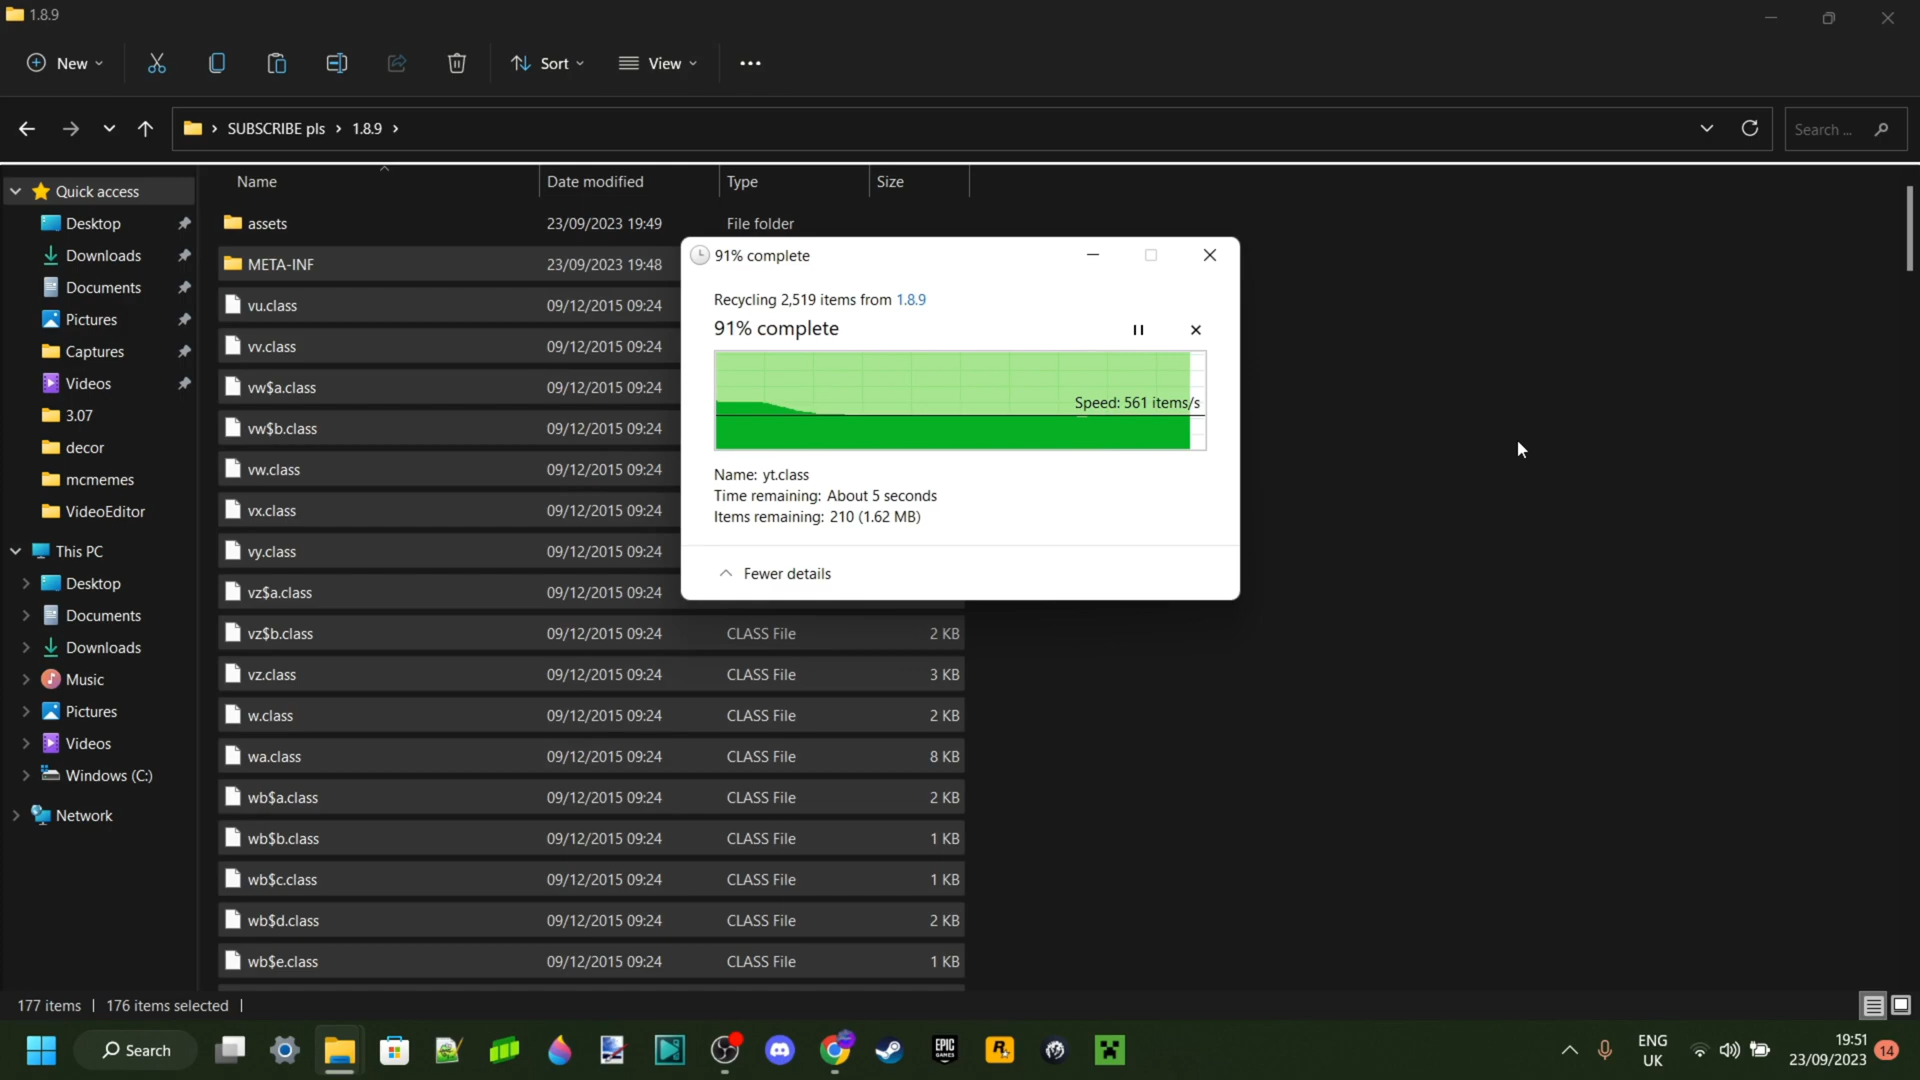 1.8.9
New
Sort
View
SUBSCRIBE pls
1.8.9
Search ...
Name
Date modified
Type
Size
Quick access
Desktop
Downloads
Documents
Pictures
Captures
Videos
3.07
decor
mcmemes
VideoEditor
This PC
Desktop
Documents
Downloads
Music
Pictures
Videos
Windows (C:)
Network
assets 23/09/2023 19:49 File folder
META-INF 23/09/2023 19:48
vu.class 09/12/2015 09:24
vv.class 09/12/2015 09:24
vw$a.class 09/12/2015 09:24
vw$b.class 09/12/2015 09:24
vw.class 09/12/2015 09:24
vx.class 09/12/2015 09:24
vy.class 09/12/2015 09:24
vz$a.class 09/12/2015 09:24
vz$b.class 09/12/2015 09:24 CLASS File 2 KB
vz.class 09/12/2015 09:24 CLASS File 3 KB
w.class 09/12/2015 09:24 CLASS File 2 KB
wa.class 09/12/2015 09:24 CLASS File 8 KB
wb$a.class 09/12/2015 09:24 CLASS File 2 KB
wb$b.class 09/12/2015 09:24 CLASS File 1 KB
wb$c.class 09/12/2015 09:24 CLASS File 1 KB
wb$d.class 09/12/2015 09:24 CLASS File 2 KB
wb$e.class 09/12/2015 09:24 CLASS File 1 KB
91% complete
Recycling 2,519 items from 1.8.9
91% complete
Speed: 561 items/s
Name: yt.class
Time remaining: About 5 seconds
Items remaining: 210 (1.62 MB)
Fewer details
177 items
176 items selected
Search
EPIC
GAMES
ENG
UK
19:51
23/09/2023
14